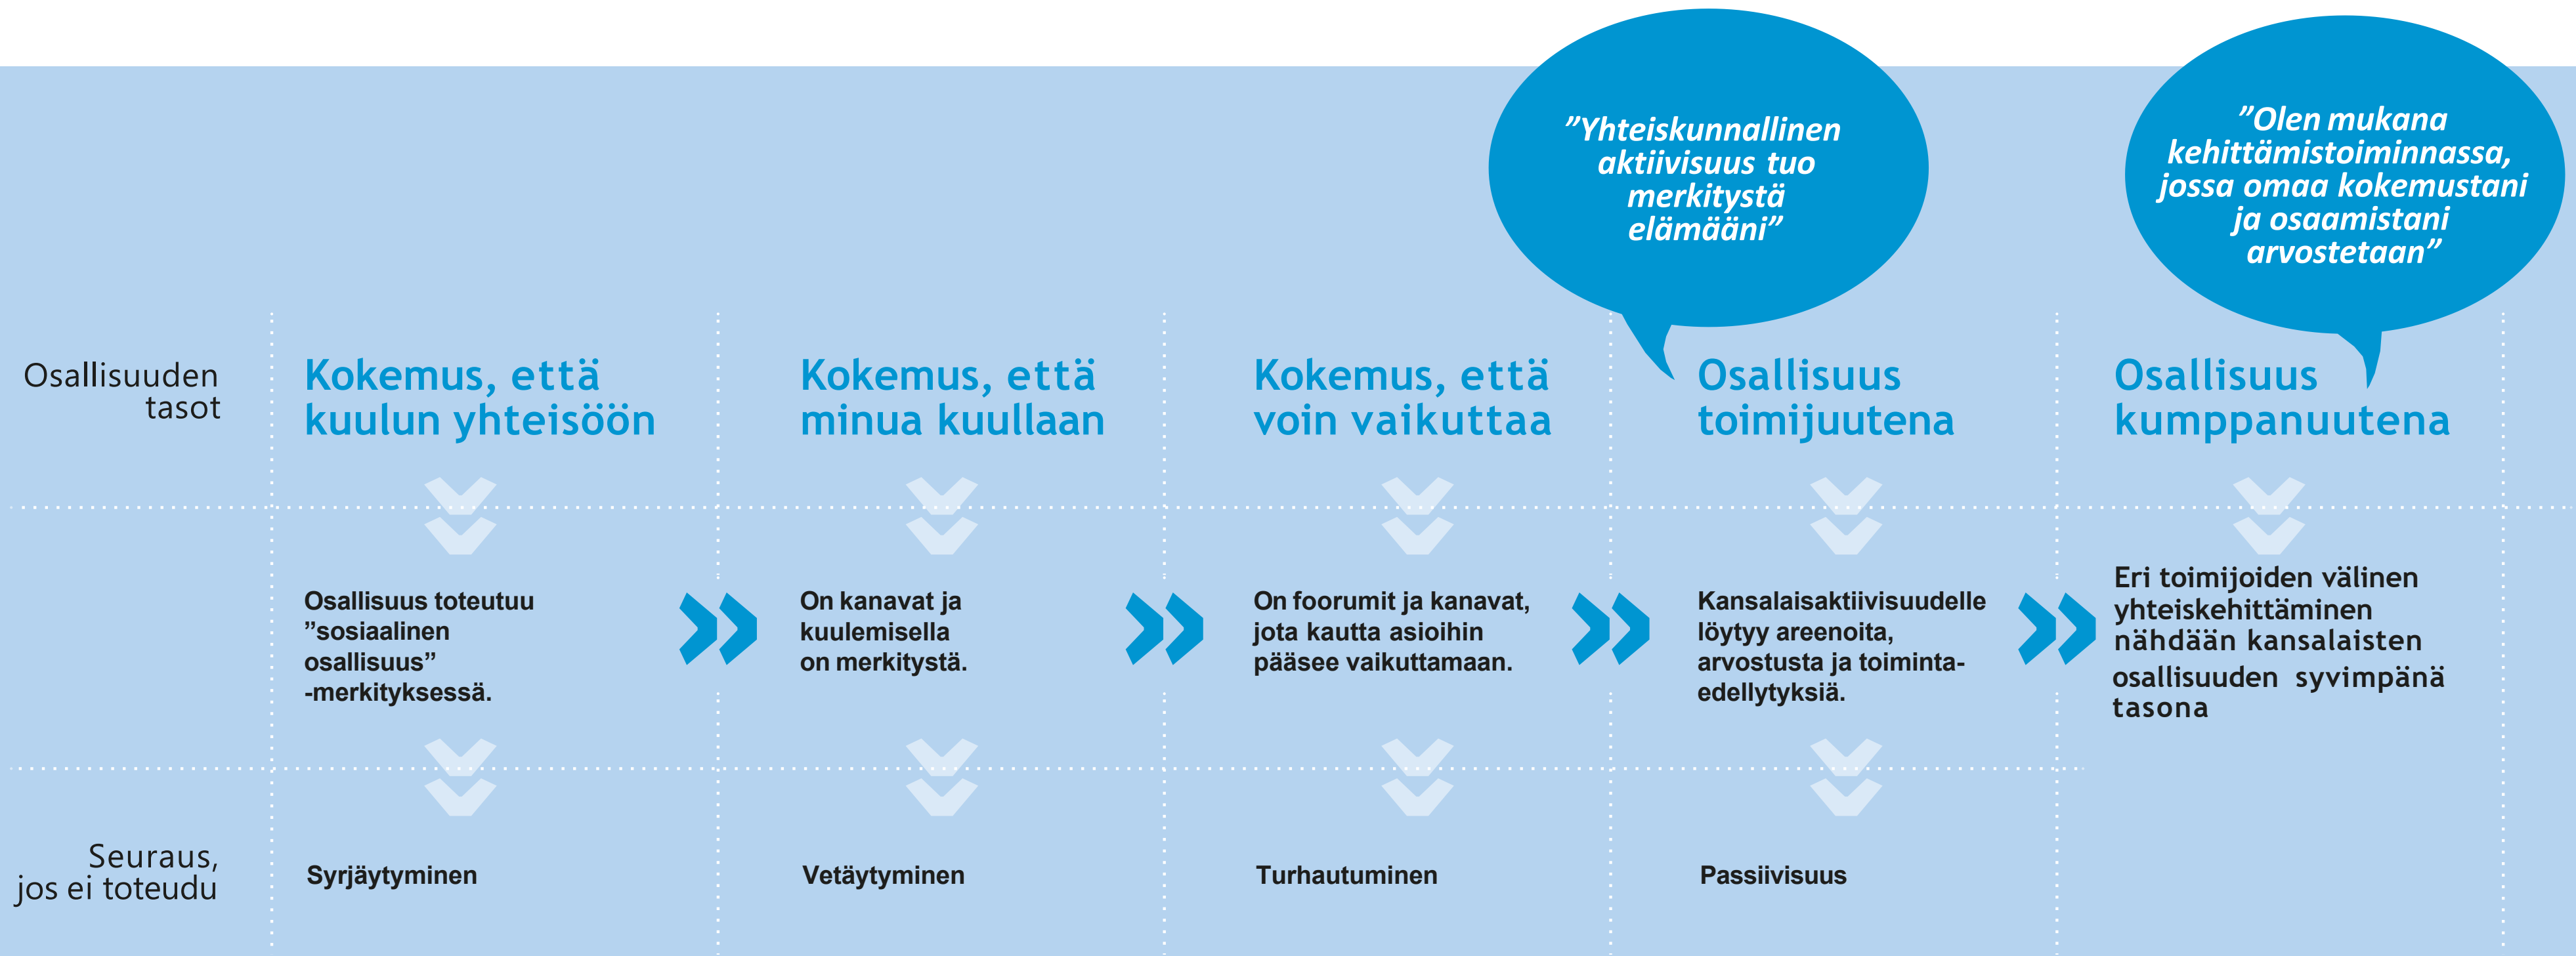 ”Yhteiskunnallinen
aktiivisuus tuo
merkitystä
elämääni”
”Olen mukana
kehittämistoiminnassa,
jossa omaa kokemustani
ja osaamistani
arvostetaan”
Osallisuuden
tasot
Kokemus, että
kuulun yhteisöön
Kokemus, että
minua kuullaan
Kokemus, että
voin vaikuttaa
Osallisuus
toimijuutena
Osallisuus
kumppanuutena
Osallisuus toteutuu
”sosiaalinen
osallisuus”
-merkityksessä.
On kanavat ja
kuulemisella
on merkitystä.
On foorumit ja kanavat,
jota kautta asioihin
pääsee vaikuttamaan.
Kansalaisaktiivisuudelle
löytyy areenoita,
arvostusta ja toiminta-
edellytyksiä.
Eri toimijoiden välinen
yhteiskehittäminen
nähdään kansalaisten
osallisuuden syvimpänä
tasona
Seuraus,
jos ei toteudu
Syrjäytyminen
Vetäytyminen
Turhautuminen
Passiivisuus